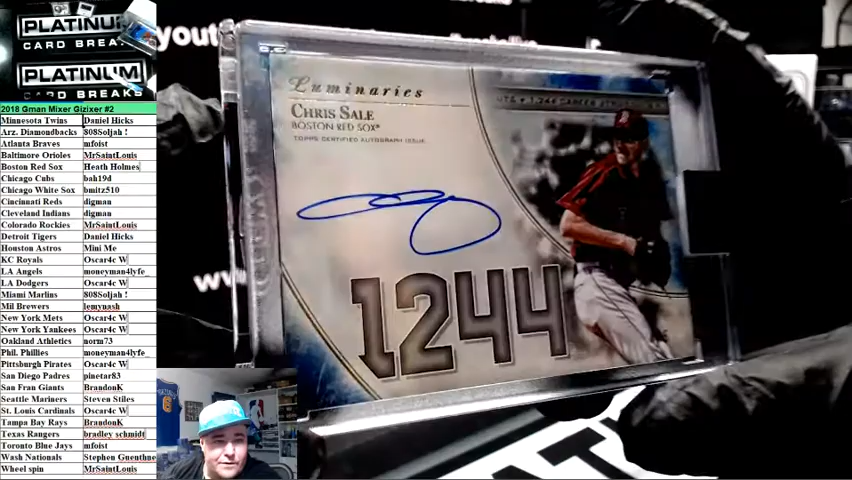 PLATINUM
CARD BREAKS
PLATINUM
CARD BREAKS
2018 Gman Mixer Gizixer #2
Minnesota Twins Daniel Hicks
Arz. Diamondbacks 808Soljah !
Atlanta Braves mfoist
Baltimore Orioles MrSaintLouis
Boston Red Sox Heath Holmes
Chicago Cubs bah19d
Chicago White Sox bmitz510
Cincinnati Reds digman
Cleveland Indians digman
Colorado Rockies MrSaintLouis
Detroit Tigers Daniel Hicks
Houston Astros Mini Me
KC Royals Oscar4c W
LA Angels moneyman4lyfe_
LA Dodgers Oscar4c W
Miami Marlins 808Soljah !
Mil Brewers lemynash
New York Mets Oscar4c W
New York Yankees Oscar4c W
Oakland Athletics norm73
Phil. Phillies moneyman4lyfe_
Pittsburgh Pirates Oscar4c W
San Diego Padres pinetar83
San Fran Giants BrandonK
Seattle Mariners Steven Stiles
St. Louis Cardinals Oscar4c W
Tampa Bay Rays BrandonK
Texas Rangers bradley schmidt
Toronto Blue Jays mfoist
Wash Nationals Stephen Guenthne
Wheel spin MrSaintLouis
yout
Luminaries
CHRIS SALE
BOSTON RED SOX®
TOPPS CERTIFIED AUTOGRAPH ISSUE
1244
ww